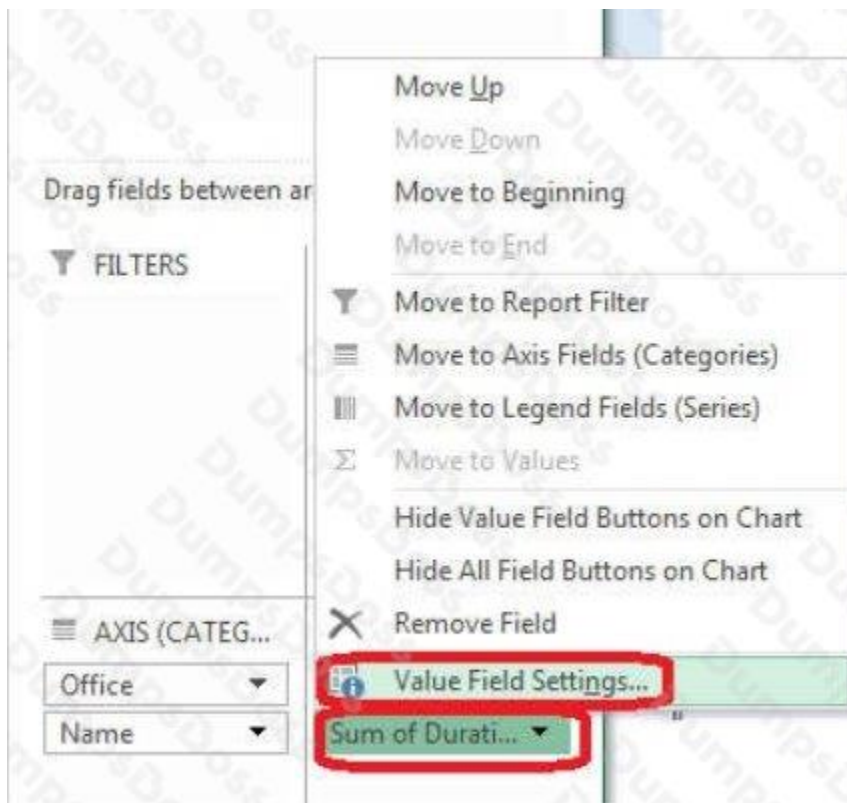 Move Up
Move Down
Drag fields between ar
Move to Beginning
Move to End
FILTERS
Move to Report Filter
Move to Axis Fields (Categories)
Move to Legend Fields (Series)
Σ Move to Values
Hide Value Field Buttons on Chart
Hide All Field Buttons on Chart
Remove Field
AXIS (CATEG...
Value Field Settings...
Office
Name
Sum of Durati...
DumpsDoss